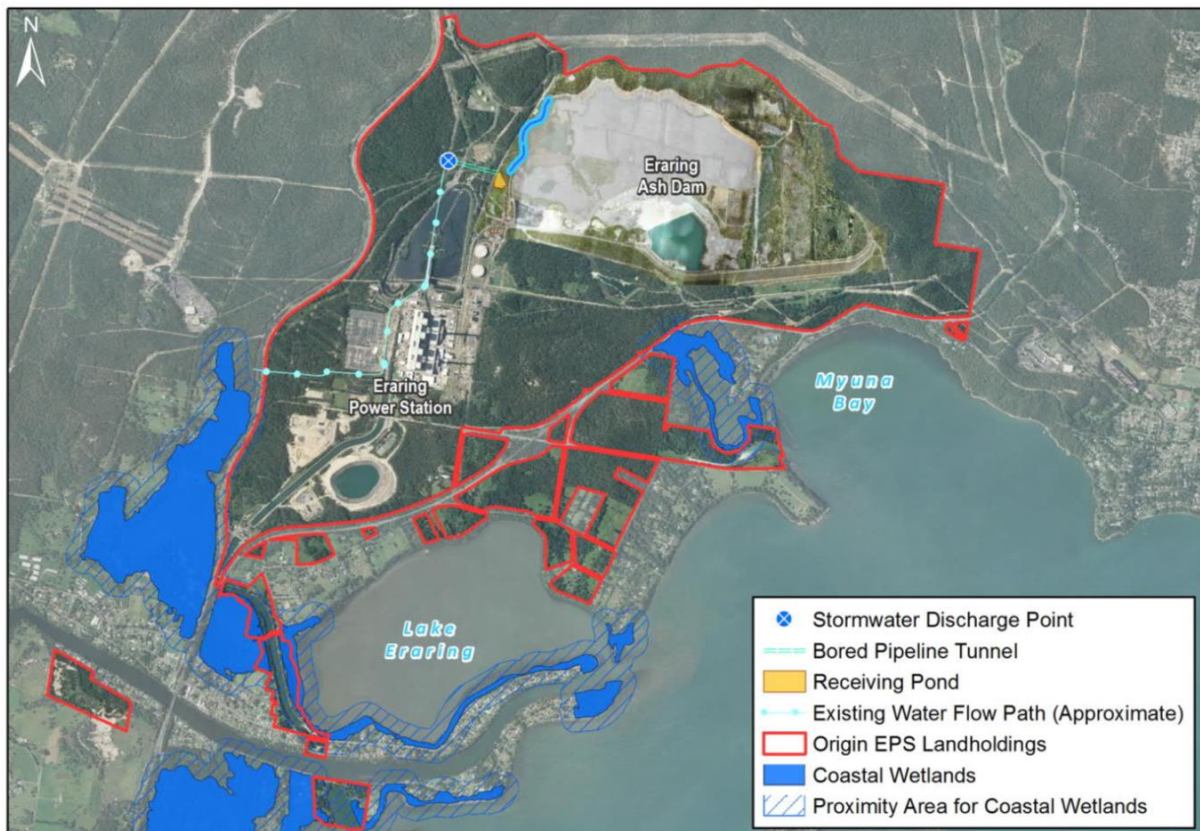 N
Eraring
Ash Dam
Myuna
Bay
Eraring
Power Station
Lake
Eraring
Stormwater Discharge Point
Bored Pipeline Tunnel
Receiving Pond
Existing Water Flow Path (Approximate)
Origin EPS Landholdings
Coastal Wetlands
Proximity Area for Coastal Wetlands